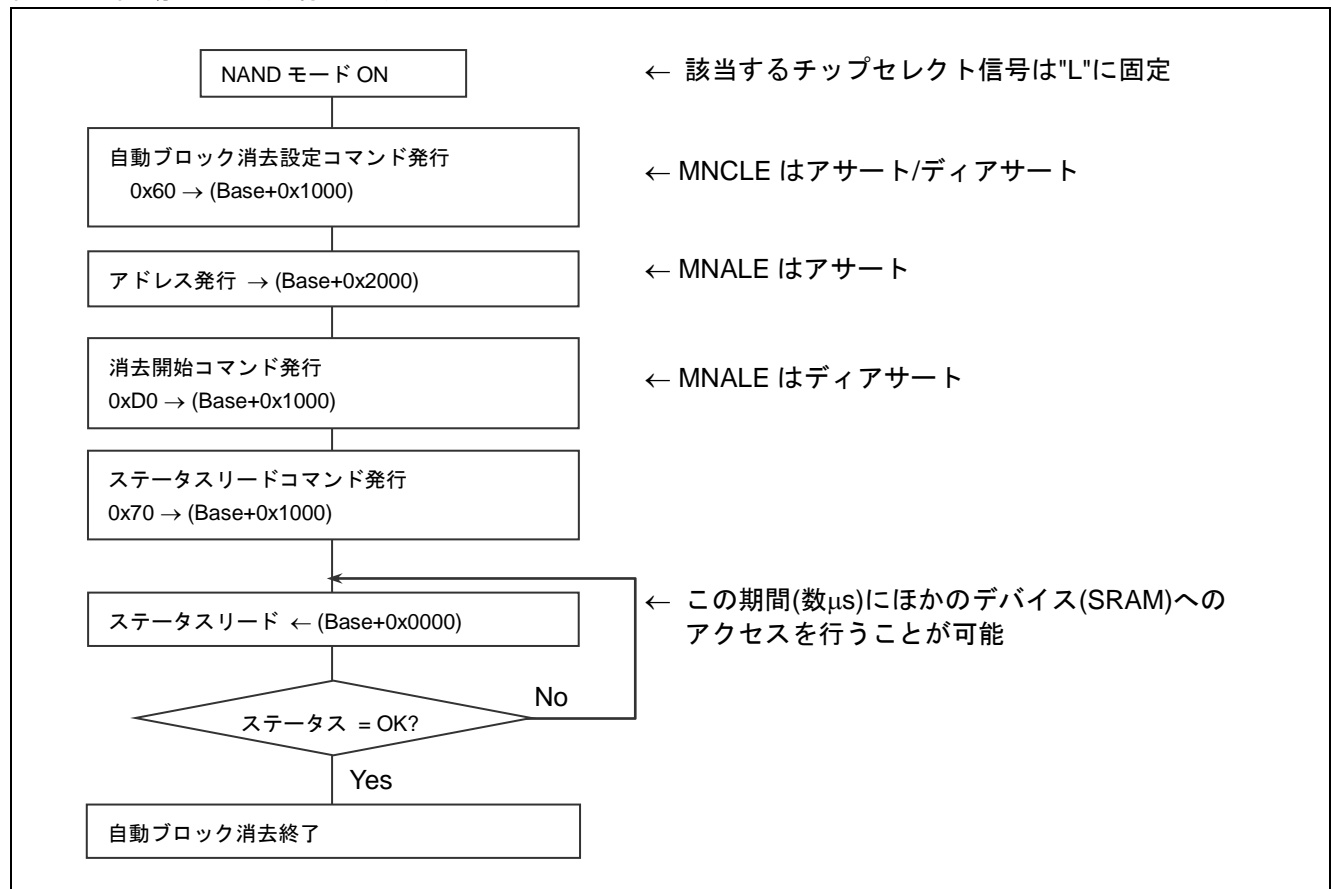 NAND モード ON
← 該当するチップセレクト信号は"L"に固定
自動ブロック消去設定コマンド発行
0x60 → (Base+0x1000)
← MNCLE はアサート/ディアサート
アドレス発行 → (Base+0x2000)
← MNALE はアサート
消去開始コマンド発行
0xD0 → (Base+0x1000)
← MNALE はディアサート
ステータスリードコマンド発行
0x70 → (Base+0x1000)
ステータスリード ← (Base+0x0000)
← この期間(数μs)にほかのデバイス(SRAM)への
アクセスを行うことが可能
ステータス = OK?
No
Yes
自動ブロック消去終了